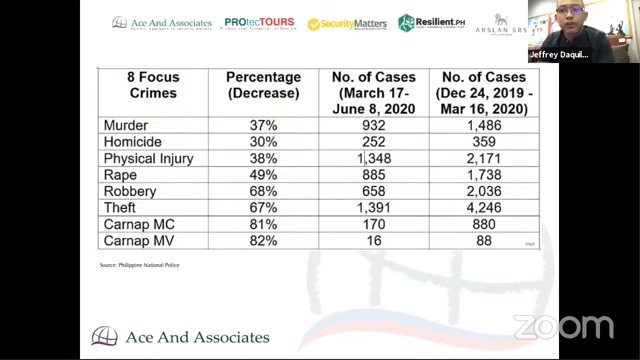 Ace And Associates
PROtecTOURS
SecurityMatters
Resilient.PH
ARSLAN SRS
Jeffrey Daquil...
8 Focus Crimes | Percentage (Decrease) | No. of Cases (March 17- June 8, 2020 | No. of Cases (Dec 24, 2019 - Mar 16, 2020)
Murder 37% 932 1,486
Homicide 30% 252 359
Physical Injury 38% 1,348 2,171
Rape 49% 885 1,738
Robbery 68% 658 2,036
Theft 67% 1,391 4,246
Carnap MC 81% 170 880
Carnap MV 82% 16 88
Source: Philippine National Police
Ace And Associates
zoom